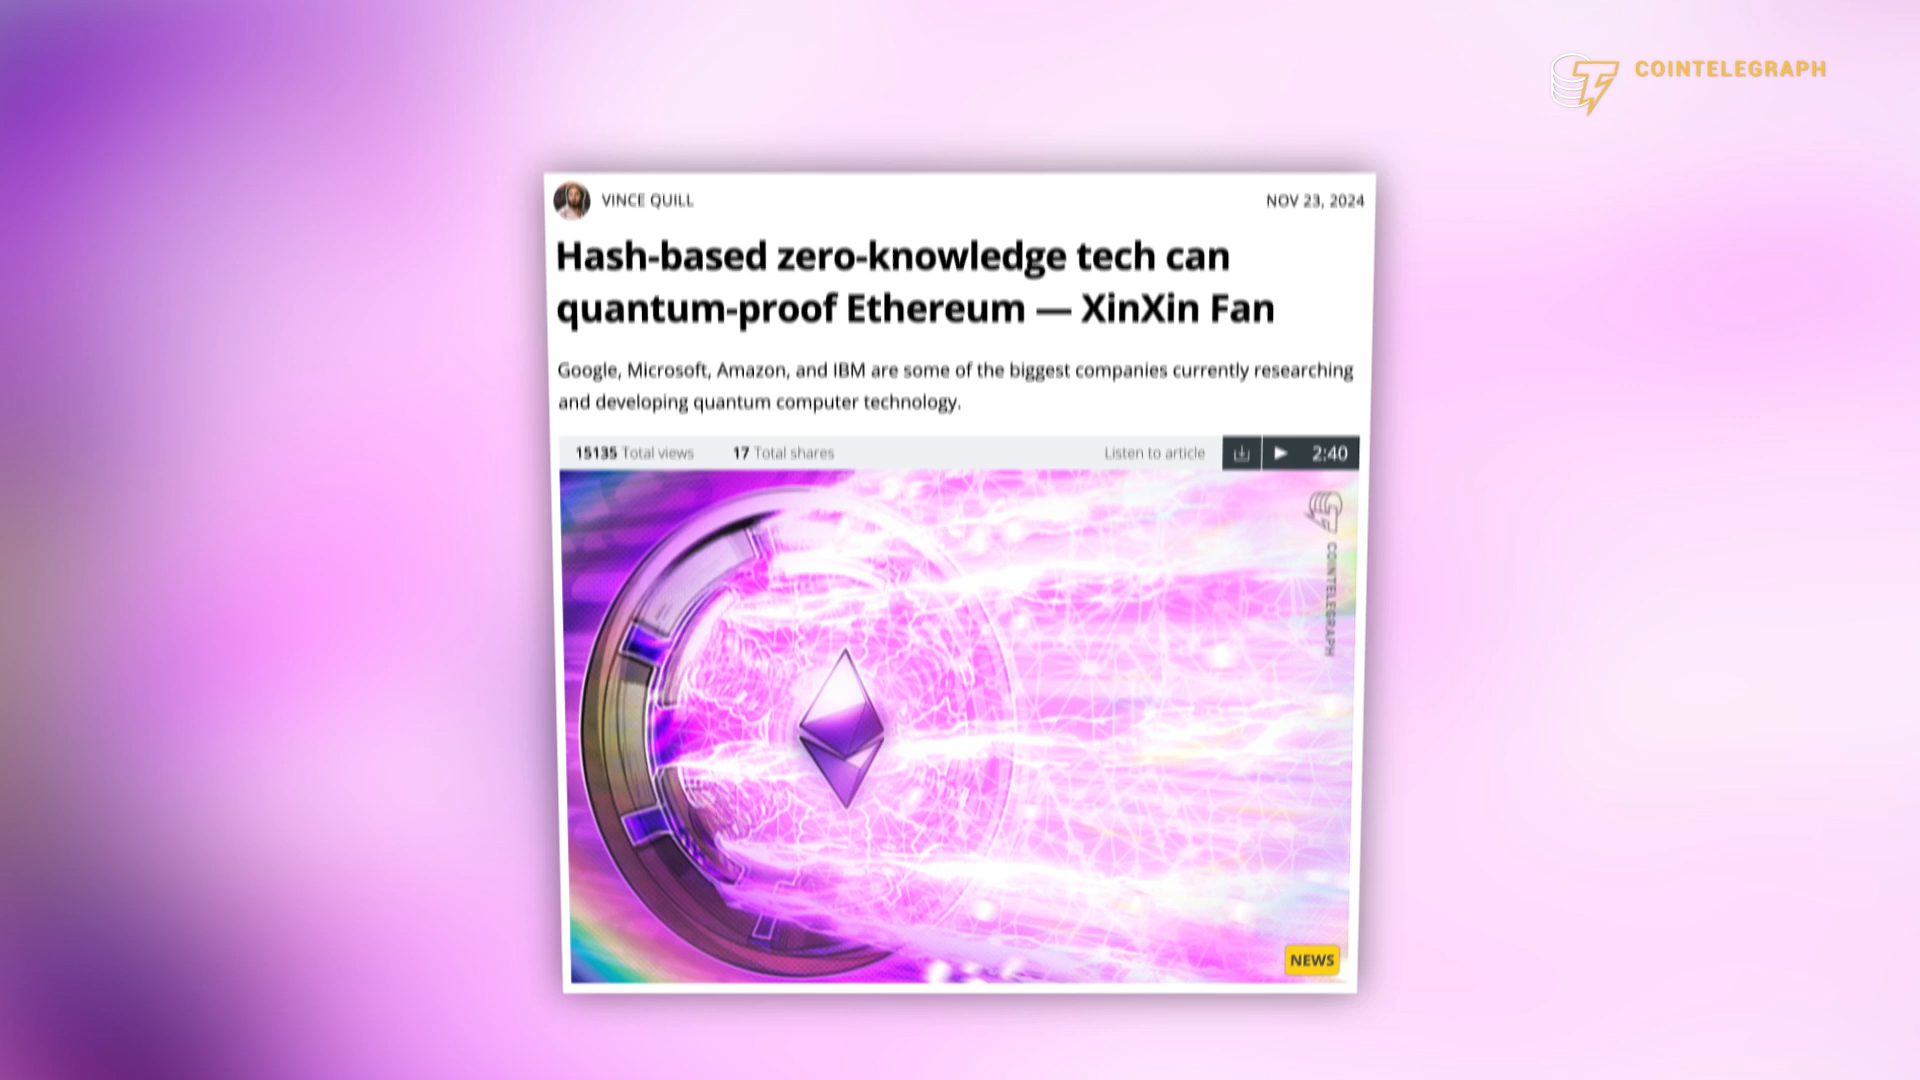 COINTELEGRAPH
VINCE QUILL
NOV 23, 2024
Hash-based zero-knowledge tech can
quantum-proof Ethereum — XinXin Fan
Google, Microsoft, Amazon, and IBM are some of the biggest companies currently researching
and developing quantum computer technology.
15135 Total views 17 Total shares Listen to article 2:40
COINTELEGRAPH
NEWS